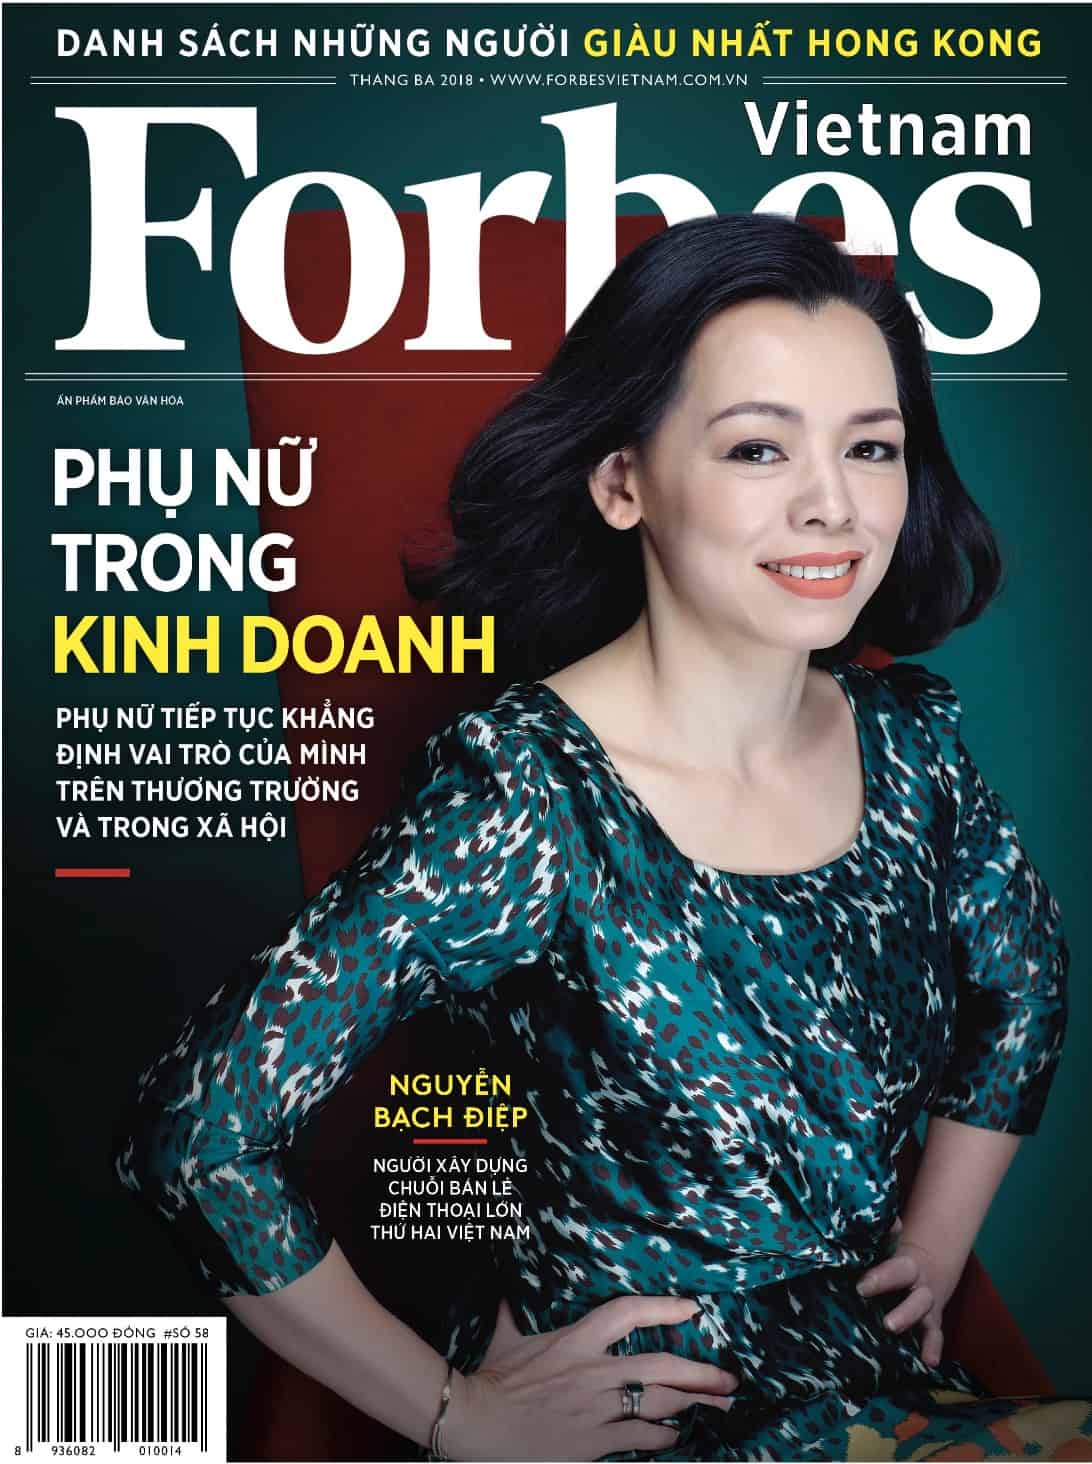 DANH SÁCH NHỮNG NGƯỜI GIÀU NHẤT HONG KONG
THÁNG BA 2018 • WWW.FORBESVIETNAM.COM.VN
Forbes
Vietnam
ẤN PHẨM BÁO VĂN HÓA
PHỤ NỮ
TRONG
KINH DOANH
PHỤ NỮ TIẾP TỤC KHẲNG
ĐỊNH VAI TRÒ CỦA MÌNH
TRÊN THƯƠNG TRƯỜNG
VÀ TRONG XÃ HỘI
NGUYỄN
BẠCH ĐIỆP
NGƯỜI XÂY DỰNG
CHUỖI BÁN LẺ
ĐIỆN THOẠI LỚN
THỨ HAI VIỆT NAM
GIÁ: 45.000 ĐỒNG #SỐ 58
8 936082 010014